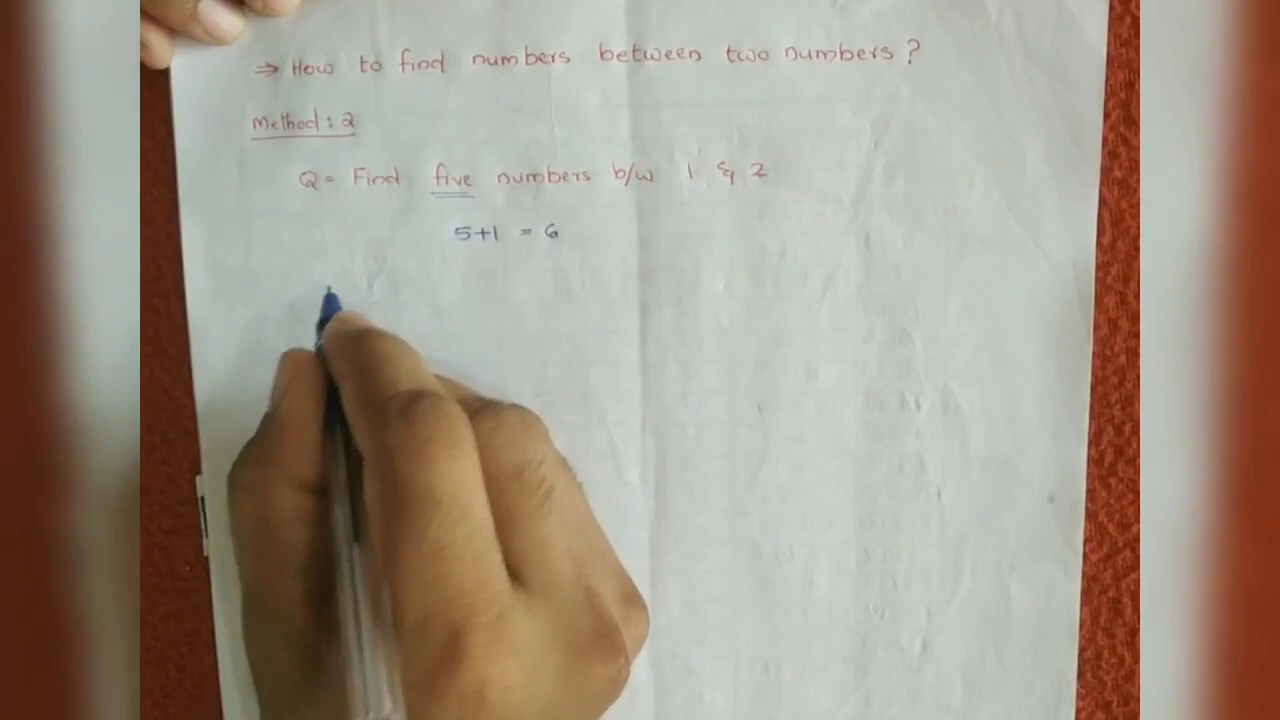 ⇒ How to find numbers between two numbers?
Method : 2
Q = Find five numbers b/w 1 & 2
5+1 = 6